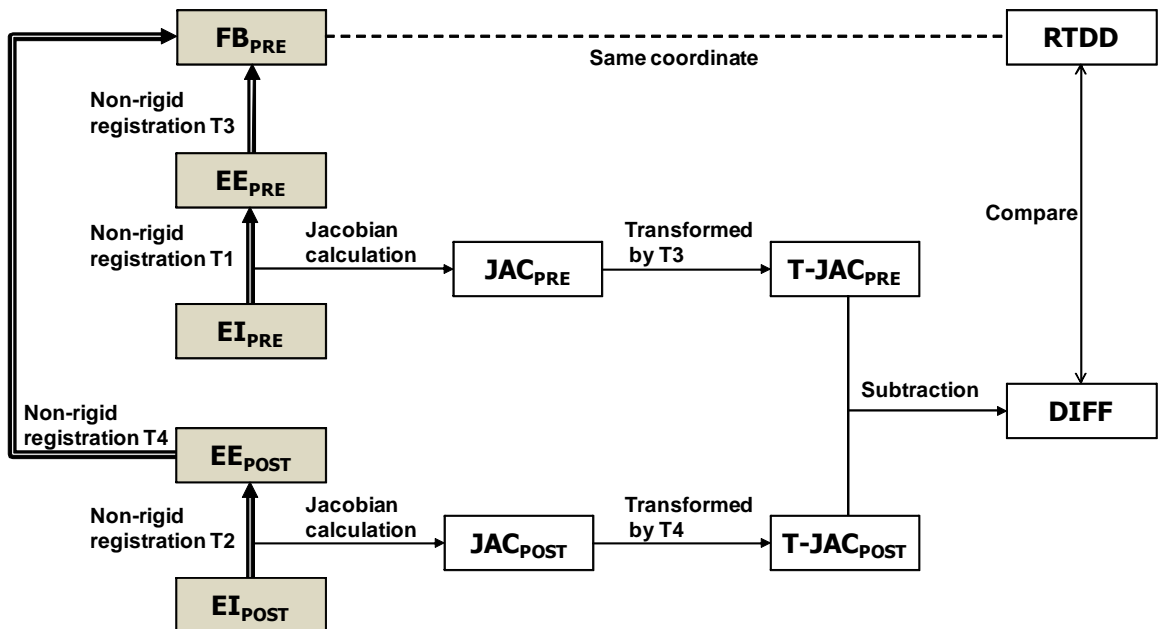 FB_PRE
RTDD
Same coordinate
Non-rigid
registration T3
EE_PRE
Compare
Non-rigid
registration T1
Jacobian
calculation
JAC_PRE
Transformed
by T3
T-JAC_PRE
EI_PRE
Subtraction
DIFF
Non-rigid
registration T4
EE_POST
Non-rigid
registration T2
Jacobian
calculation
JAC_POST
Transformed
by T4
T-JAC_POST
EI_POST